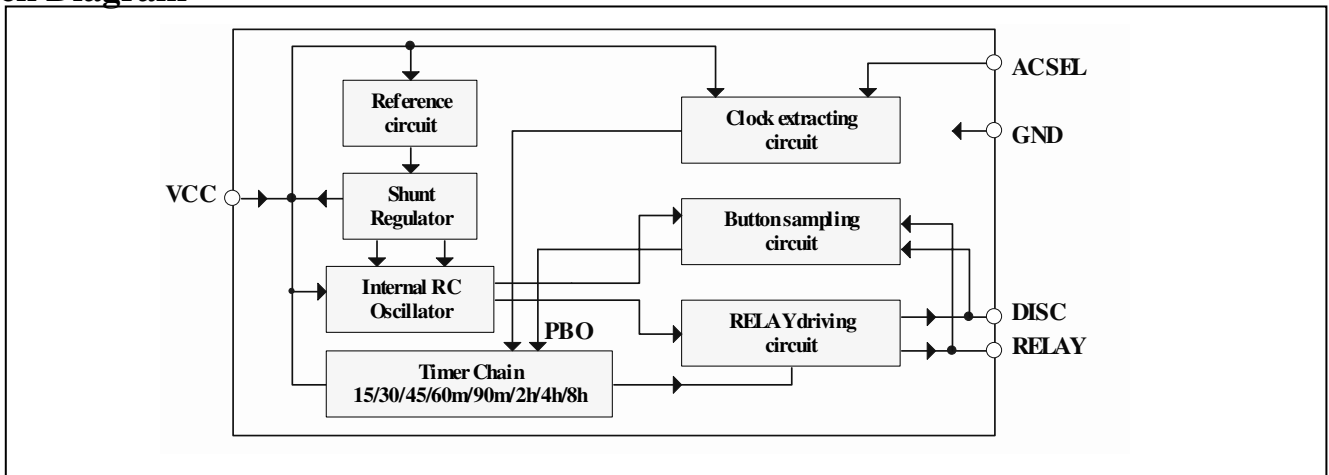 Diagram
ACSEL
Reference
circuit
Clock extracting
circuit
GND
VCC
Shunt
Regulator
Button sampling
circuit
Internal RC
Oscillator
DISC
RELAY driving
circuit
PBO
RELAY
Timer Chain
15/30/45/60m/90m/2h/4h/8h